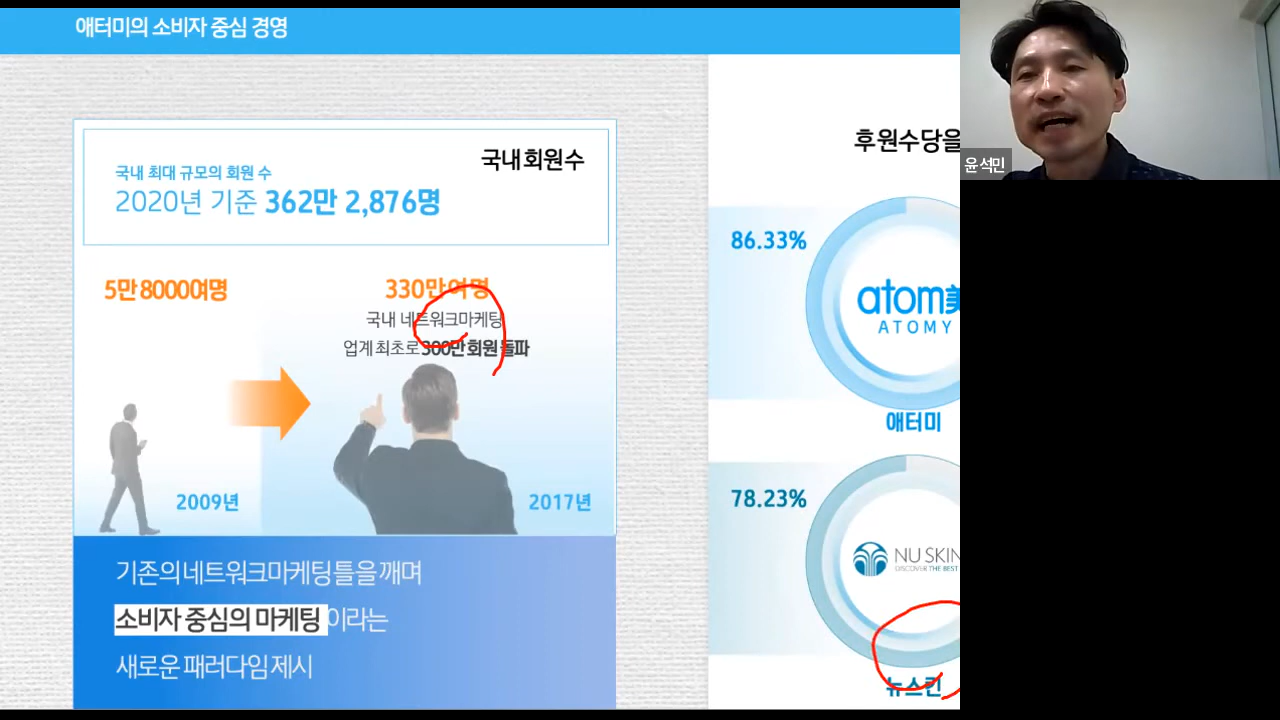 애터미의 소비자 중심 경영
국내 회원 수
국내 최대 규모의 회원 수
2020년 기준 362만 2,876명
5만 8000여명
330만여명
국내 네트워크마케팅
업계 최초로 300만 회원 돌파
2009년
2017년
기존의 네트워크마케팅 틀을 깨며
소비자 중심의 마케팅 이라는
새로운 패러다임 제시
후원수당을
86.33%
atom美
ATOMY
애터미
78.23%
NU SKIN
DISCOVER THE BEST
뉴스킨
윤석민